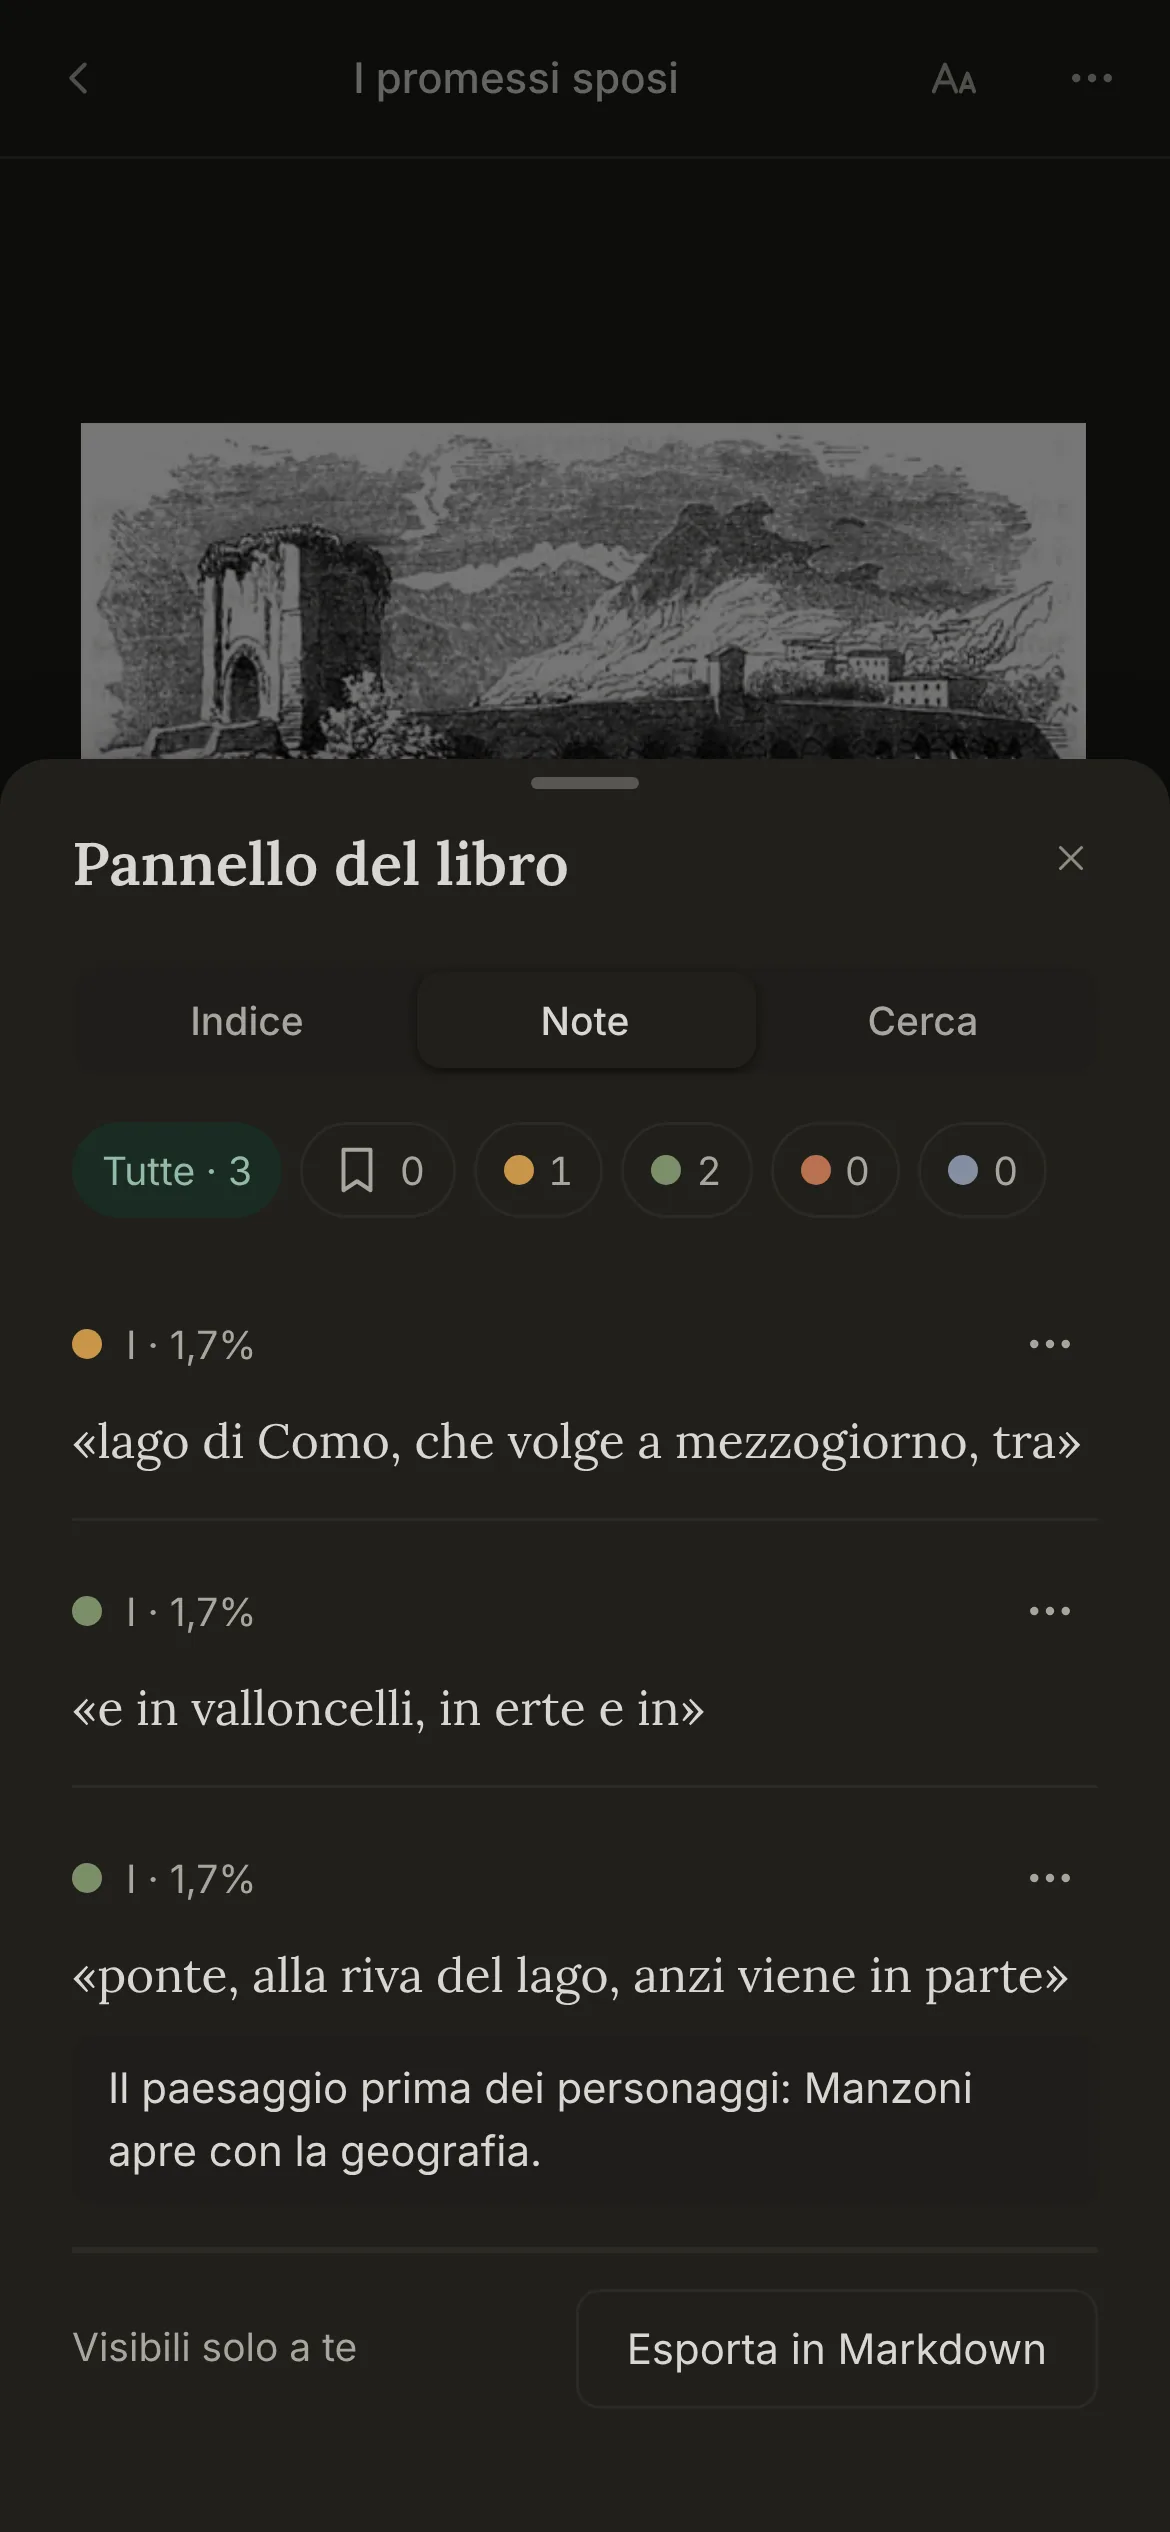 I promessi sposi AA
Pannello del libro
Indice Note Cerca
Tutte · 3 0 1 2 0 0
I · 1,7%
«lago di Como, che volge a mezzogiorno, tra»
I · 1,7%
«e in valloncelli, in erte e in»
I · 1,7%
«ponte, alla riva del lago, anzi viene in parte»
Il paesaggio prima dei personaggi: Manzoni
apre con la geografia.
Visibili solo a te Esporta in Markdown